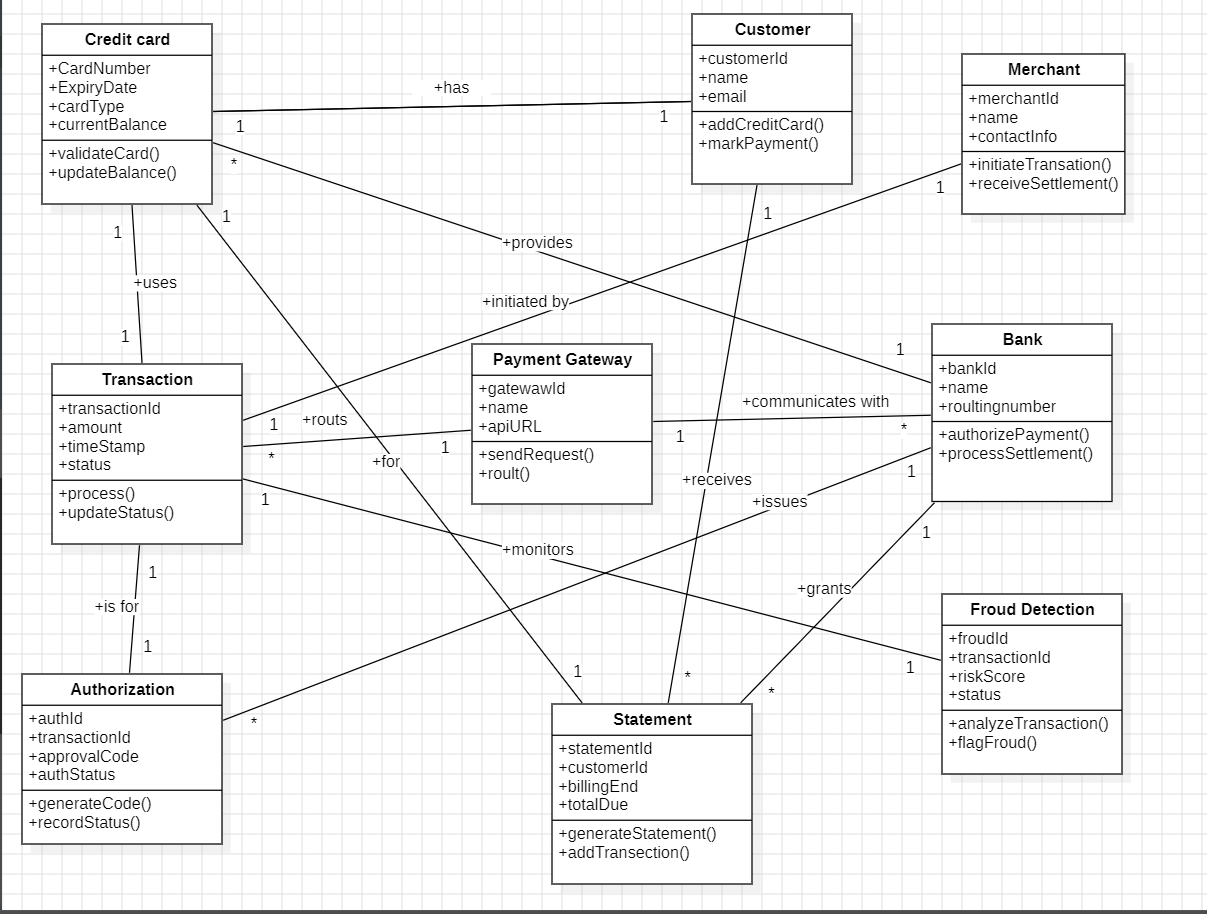 Credit card
+CardNumber
+ExpiryDate
+cardType
+currentBalance
+validateCard()
+updateBalance()
Customer
+customerId
+name
+email
+addCreditCard()
+markPayment()
Merchant
+merchantId
+name
+contactInfo
+initiateTransation()
+receiveSettlement()
+has
1
1
*
1
1
1
1
+provides
+uses
+initiated by
1
1
Transaction
+transactionId
+amount
+timeStamp
+status
+process()
+updateStatus()
Payment Gateway
+gatewawId
+name
+apiURL
+sendRequest()
+roult()
Bank
+bankId
+name
+roultingnumber
+authorizePayment()
+processSettlement()
+communicates with
1
+routs
*
1
1
*
+for
1
+receives
1
+issues
1
+monitors
1
+grants
+is for
1
1
1
*
*
*
Froud Detection
+froudId
+transactionId
+riskScore
+status
+analyzeTransaction()
+flagFroud()
Authorization
+authId
+transactionId
+approvalCode
+authStatus
+generateCode()
+recordStatus()
Statement
+statementId
+customerId
+billingEnd
+totalDue
+generateStatement()
+addTransection()